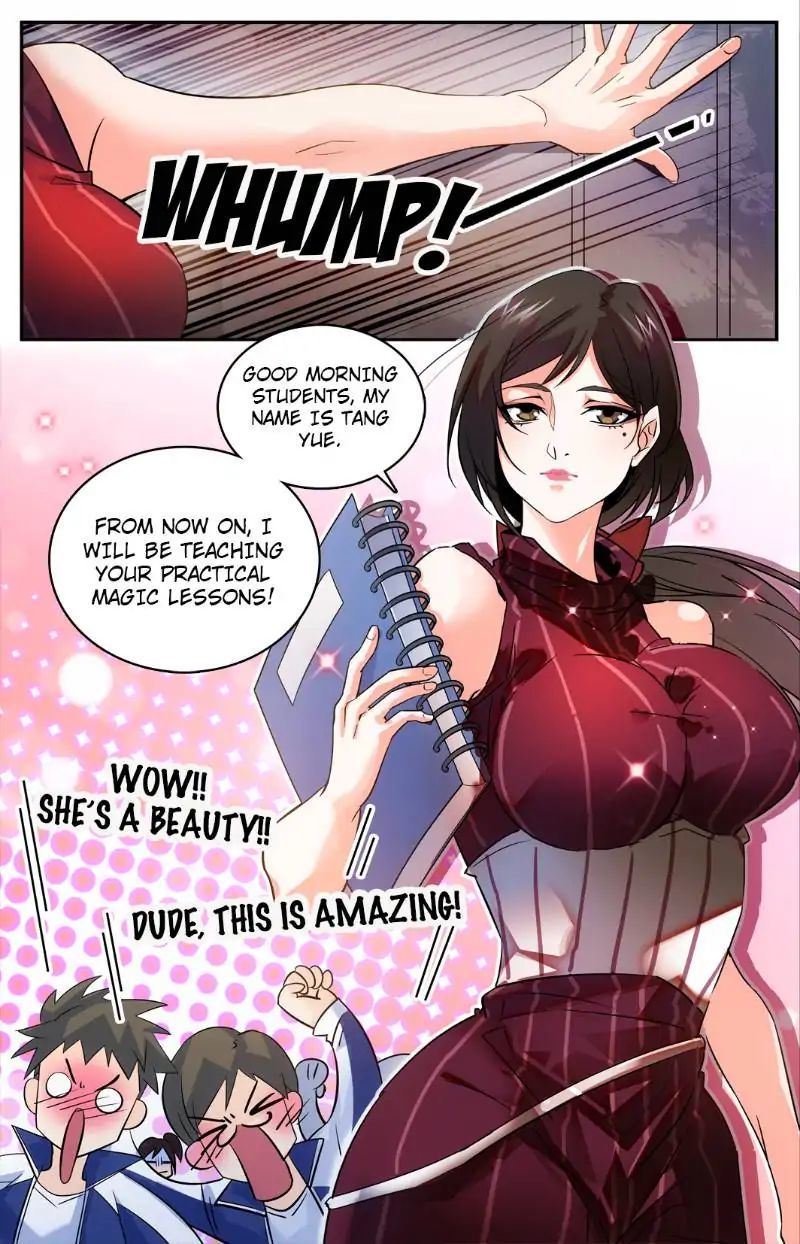 WHUMP!
GOOD MORNING
STUDENTS, MY
NAME IS TANG
YUE.
FROM NOW ON, I
WILL BE TEACHING
YOUR PRACTICAL
MAGIC LESSONS!
WOW!!
SHE'S A BEAUTY!!
DUDE, THIS IS AMAZING!